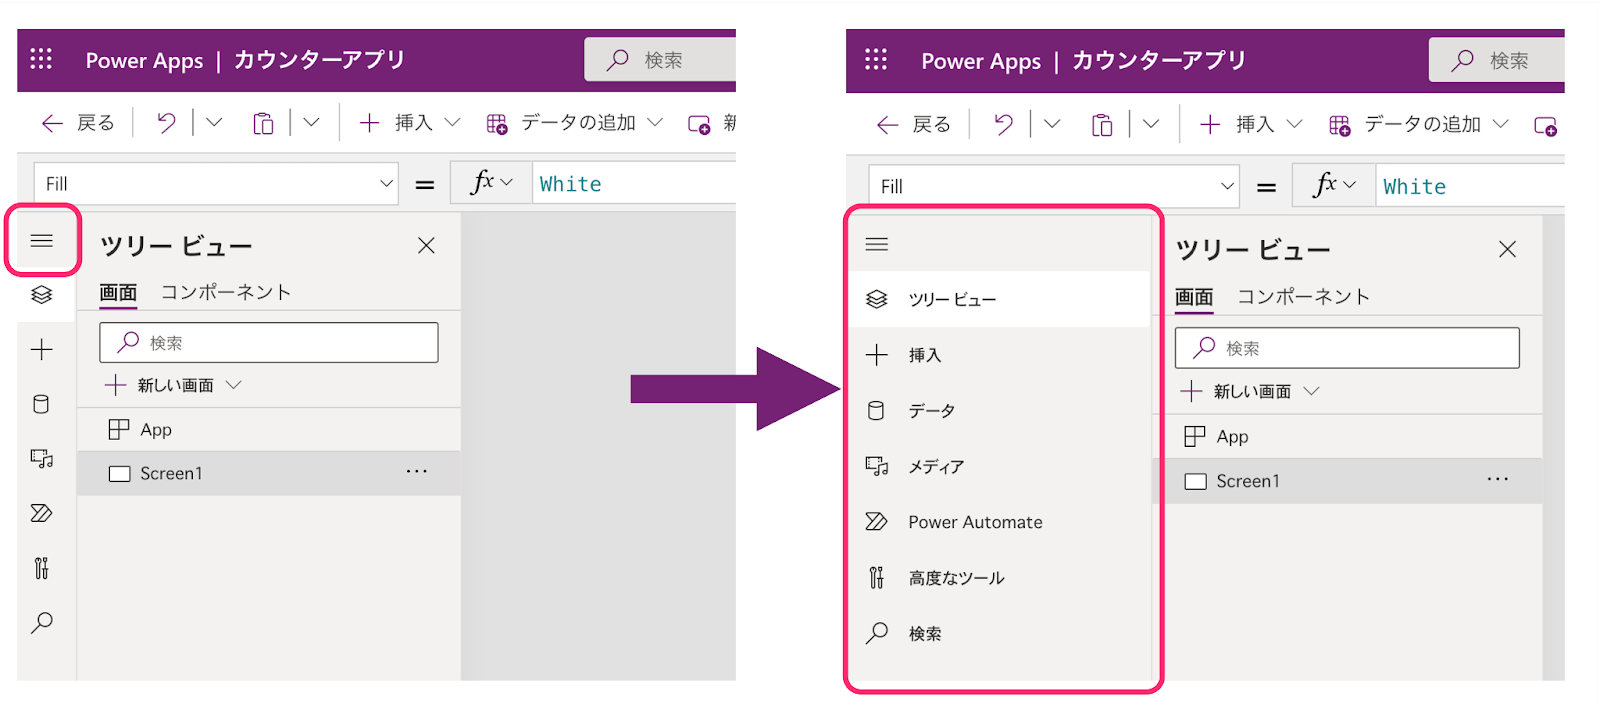 Power Apps | カウンターアプリ 検索
戻る 挿入 データの追加
Fill = fx White
ツリー ビュー
画面 コンポーネント
検索
新しい画面
App
Screen1 ...
Power Apps | カウンターアプリ 検索
戻る 挿入 データの追加
Fill = fx White
ツリー ビュー
挿入
データ
メディア
Power Automate
高度なツール
検索
ツリー ビュー
画面 コンポーネント
検索
新しい画面
App
Screen1 ...